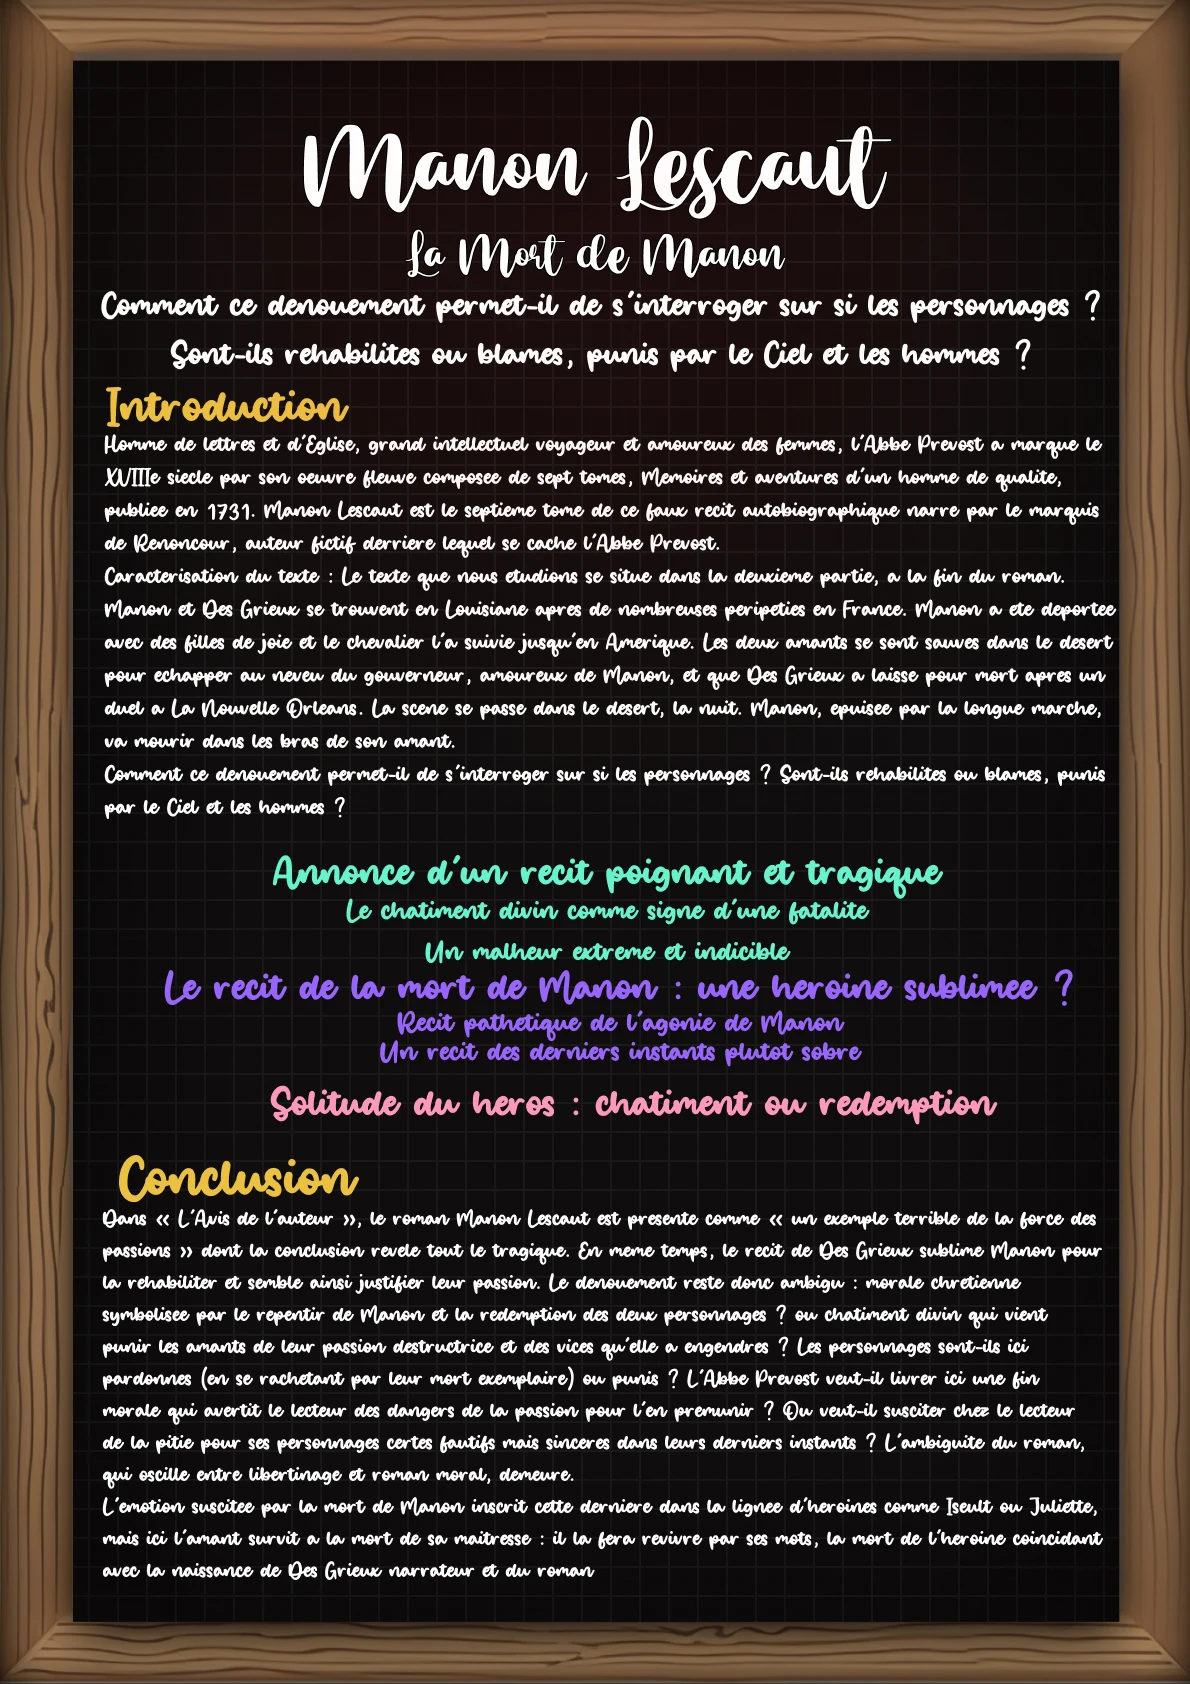 Manon Lescaut
La Mort de Manon
Comment ce denouement permet-il de s'interroger sur si les personnages ?
Sont-ils rehabilites ou blames, punis par le Ciel et les hommes ?
Introduction
Homme de lettres et d'Eglise, grand intellectuel voyageur et amoureux des femmes, l'Abbe Prevost a marque le
XVIIIe siecle par son oeuvre fleuve composee de sept tomes, Memoires et aventures d'un homme de qualite,
publiee en 1731. Manon Lescaut est le septieme tome de ce faux recit autobiographique narre par le marquis
de Renoncour, auteur fictif derriere lequel se cache l'Abbe Prevost.
Caracterisation du texte : Le texte que nous etudions se situe dans la deuxieme partie, a la fin du roman.
Manon et Des Grieux se trouvent en Louisiane apres de nombreuses peripeties en France. Manon a ete deportee
avec des filles de joie et le chevalier l'a suivie jusqu'en Amerique. Les deux amants se sont sauves dans le desert
pour echapper au neveu du gouverneur, amoureux de Manon, et que Des Grieux a laisse pour mort apres un
duel a La Nouvelle Orleans. La scene se passe dans le desert, la nuit. Manon, epuisee par la longue marche,
va mourir dans les bras de son amant.
Comment ce denouement permet-il de s'interroger sur si les personnages ? Sont-ils rehabilites ou blames, punis
par le Ciel et les hommes ?
Annonce d'un recit poignant et tragique
Le chatiment divin comme signe d'une fatalite
Un malheur extreme et indicible
Le recit de la mort de Manon : une heroine sublimee ?
Recit pathetique de l'agonie de Manon
Un recit des derniers instants plutot sobre
Solitude du heros : chatiment ou redemption
Conclusion
Dans « L'Avis de l'auteur », le roman Manon Lescaut est presente comme « un exemple terrible de la force des
passions » dont la conclusion revele tout le tragique. En meme temps, le recit de Des Grieux sublime Manon pour
la rehabiliter et semble ainsi justifier leur passion. Le denouement reste donc ambigu : morale chretienne
symbolisee par le repentir de Manon et la redemption des deux personnages ? ou chatiment divin qui vient
punir les amants de leur passion destructrice et des vices qu'elle a engendres ? Les personnages sont-ils ici
pardonnes (en se rachetant par leur mort exemplaire) ou punis ? L'Abbe Prevost veut-il livrer ici une fin
morale qui avertit le lecteur des dangers de la passion pour l'en premunir ? Ou veut-il susciter chez le lecteur
de la pitie pour ses personnages certes fautifs mais sinceres dans leurs derniers instants ? L'ambiguite du roman,
qui oscille entre libertinage et roman moral, demeure.
L'emotion suscitee par la mort de Manon inscrit cette derniere dans la lignee d'heroines comme Iseult ou Juliette,
mais ici l'amant survit a la mort de sa maitresse : il la fera revivre par ses mots, la mort de l'heroine coincidant
avec la naissance de Des Grieux narrateur et du roman